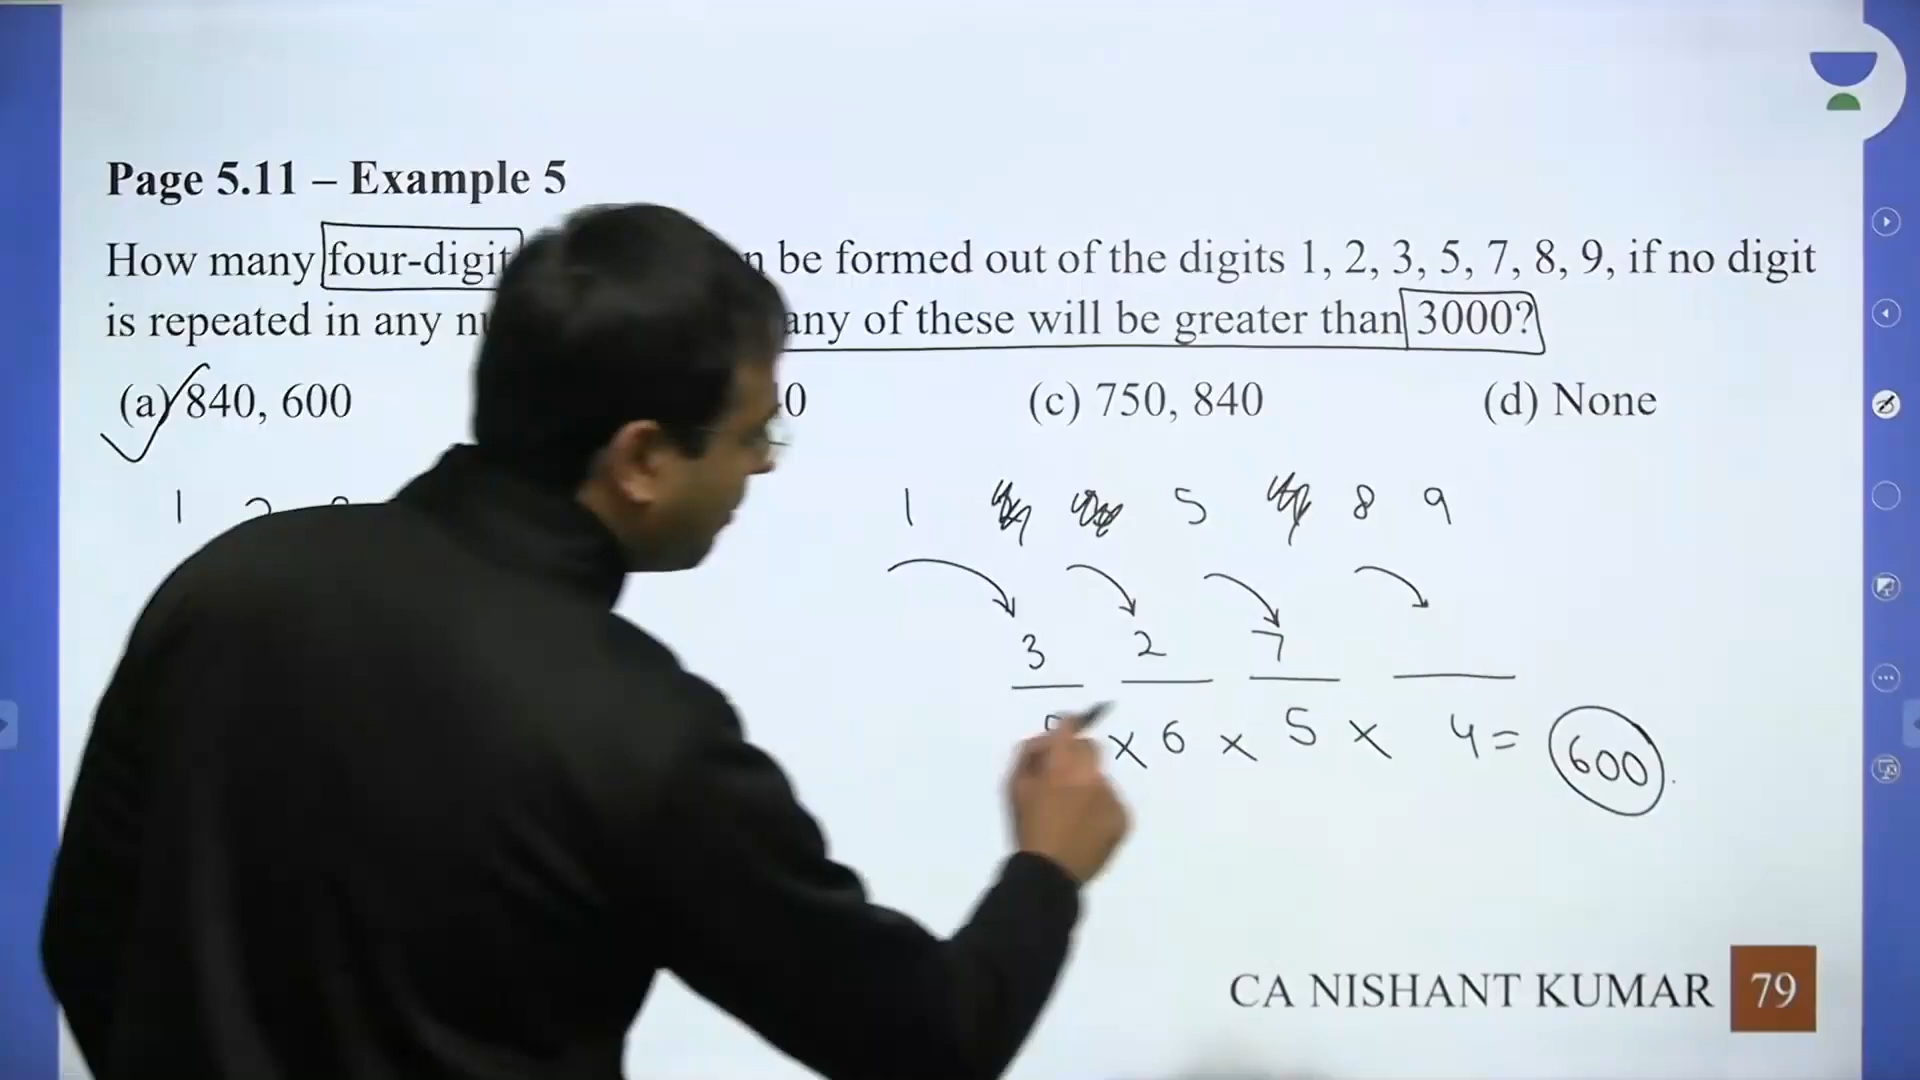 Page 5.11 – Example 5
How many four-digit n be formed out of the digits 1, 2, 3, 5, 7, 8, 9, if no digit
is repeated in any any of these will be greater than 3000?
(a) 840, 600 (c) 750, 840 (d) None
1 2
1 5 8 9
3 2 7
× 6 × 5 × 4 = 600
CA NISHANT KUMAR 79